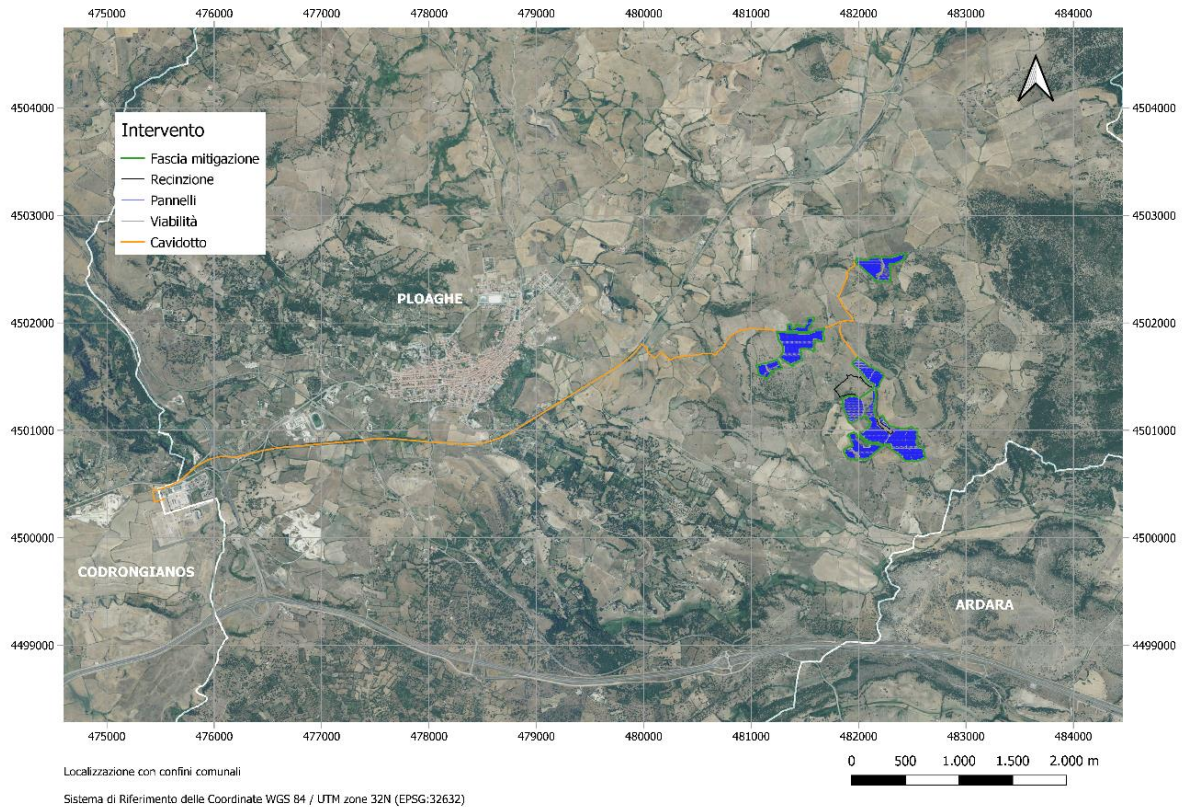 475000 476000 477000 478000 479000 480000 481000 482000 483000 484000
4504000 4504000
Intervento
Fascia mitigazione
Recinzione
Pannelli
Viabilità
Cavidotto
4503000 4503000
PLOAGHE
4502000 4502000
4501000 4501000
4500000 4500000
CODRONGIANOS
ARDARA
4499000 4499000
475000 476000 477000 478000 479000 480000 481000 482000 483000 484000
0 500 1.000 1.500 2.000 m
Localizzazione con confini comunali
Sistema di Riferimento delle Coordinate WGS 84 / UTM zone 32N (EPSG:32632)